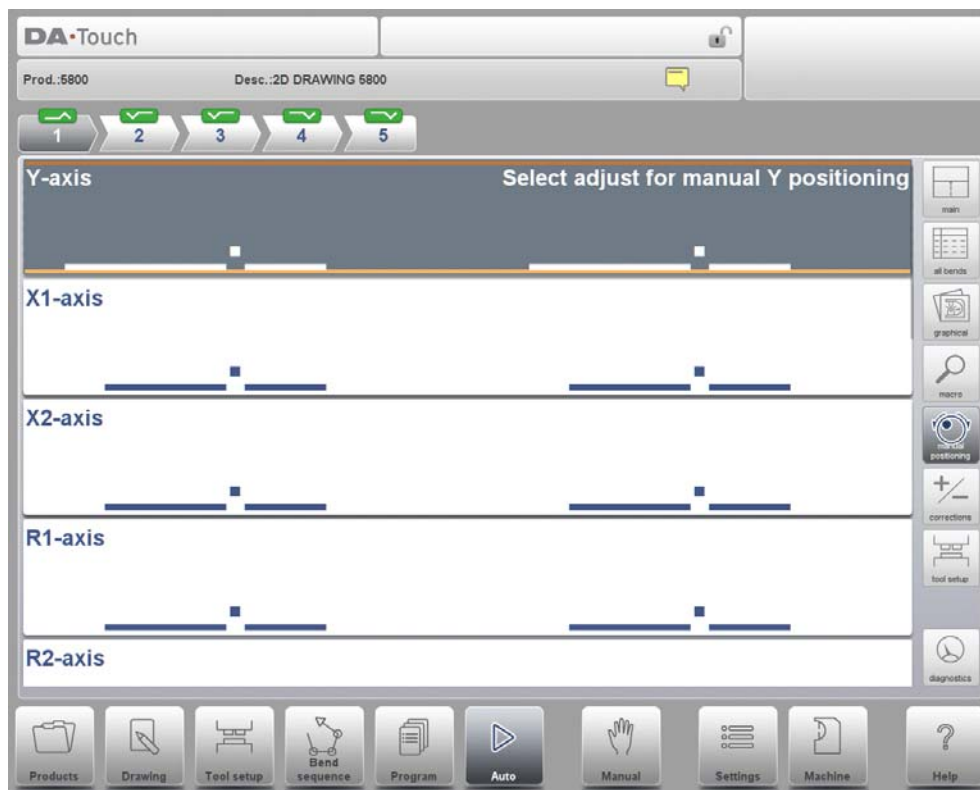 DA·Touch
Prod.:5800 Desc.:2D DRAWING 5800
1 2 3 4 5
Y-axis Select adjust for manual Y positioning
X1-axis
X2-axis
R1-axis
R2-axis
main
all bends
graphical
macro
manual
positioning
corrections
tool setup
diagnostics
Products Drawing Tool setup Bend sequence Program Auto Manual Settings Machine Help